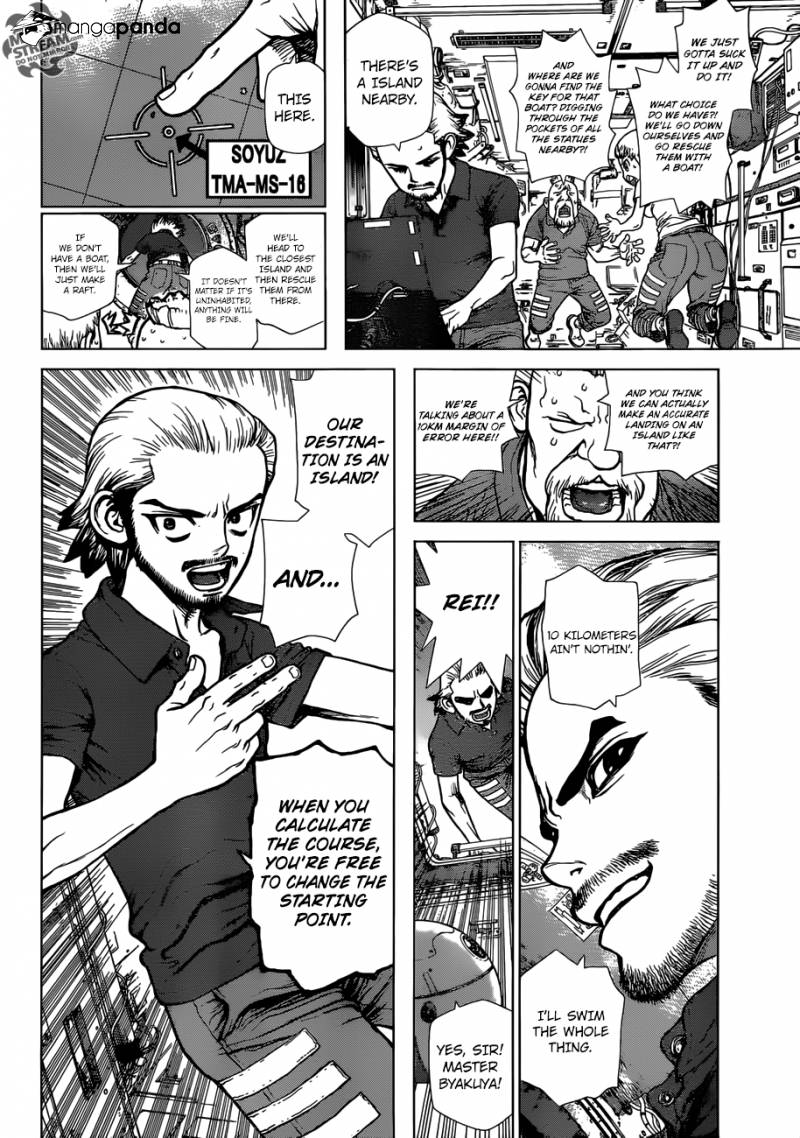 WE JUST
GOTTA SUCK
IT UP AND
DO IT!
WHAT CHOICE
DO WE HAVE?!
WE'LL GO DOWN
OURSELVES AND
GO RESCUE
THEM WITH
A BOAT!
AND
WHERE ARE WE
GONNA FIND THE
KEY FOR THAT
BOAT? DIGGING
THROUGH THE
POCKETS OF ALL
THE STATUES
NEARBY?!
THERE'S
A ISLAND
NEARBY.
mangapanda
MSTREAM
DO NOT MIRROR
THIS
HERE.
SOYUZ
TMA-MS-16
WE'LL
HEAD TO
THE CLOSEST
ISLAND AND
THEN RESCUE
THEM FROM
THERE.
IT DOESN'T
MATTER IF IT'S
UNINHABITED,
ANYTHING WILL
BE FINE.
IF
WE DON'T
HAVE A BOAT,
THEN WE'LL
JUST MAKE
A RAFT.
AND YOU THINK
WE CAN ACTUALLY
MAKE AN ACCURATE
LANDING ON AN
ISLAND LIKE
THAT?!
WE'RE
TALKING ABOUT A
10KM MARGIN OF
ERROR HERE!!
10 KILOMETERS
AIN'T NOTHIN'.
I'LL SWIM
THE WHOLE
THING.
REI!!
YES,
SIR!
MASTER
BYAKUYA!
OUR
DESTINA-
TION IS AN
ISLAND!
AND...
WHEN YOU
CALCULATE
THE COURSE,
YOU'RE FREE
TO CHANGE THE
STARTING
POINT.